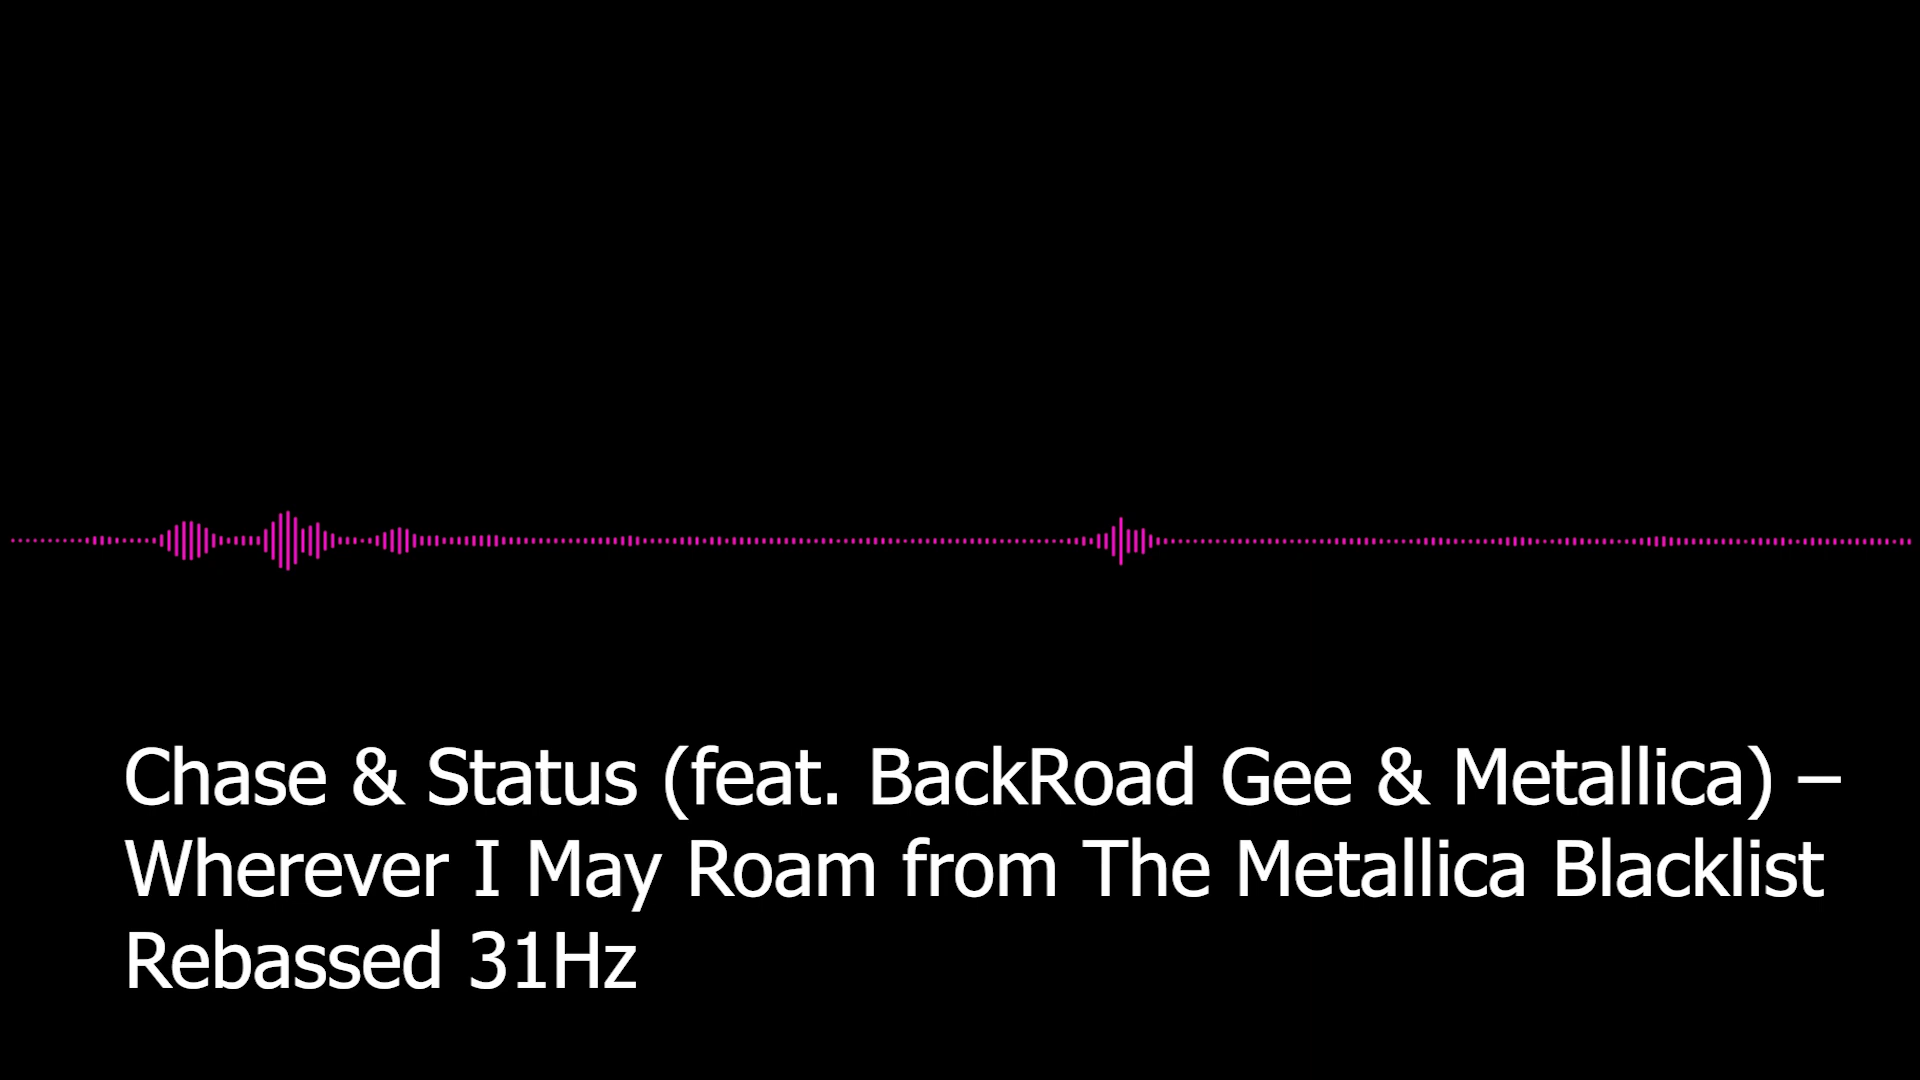 Chase & Status (feat. BackRoad Gee & Metallica) –
Wherever I May Roam from The Metallica Blacklist
Rebassed 31Hz